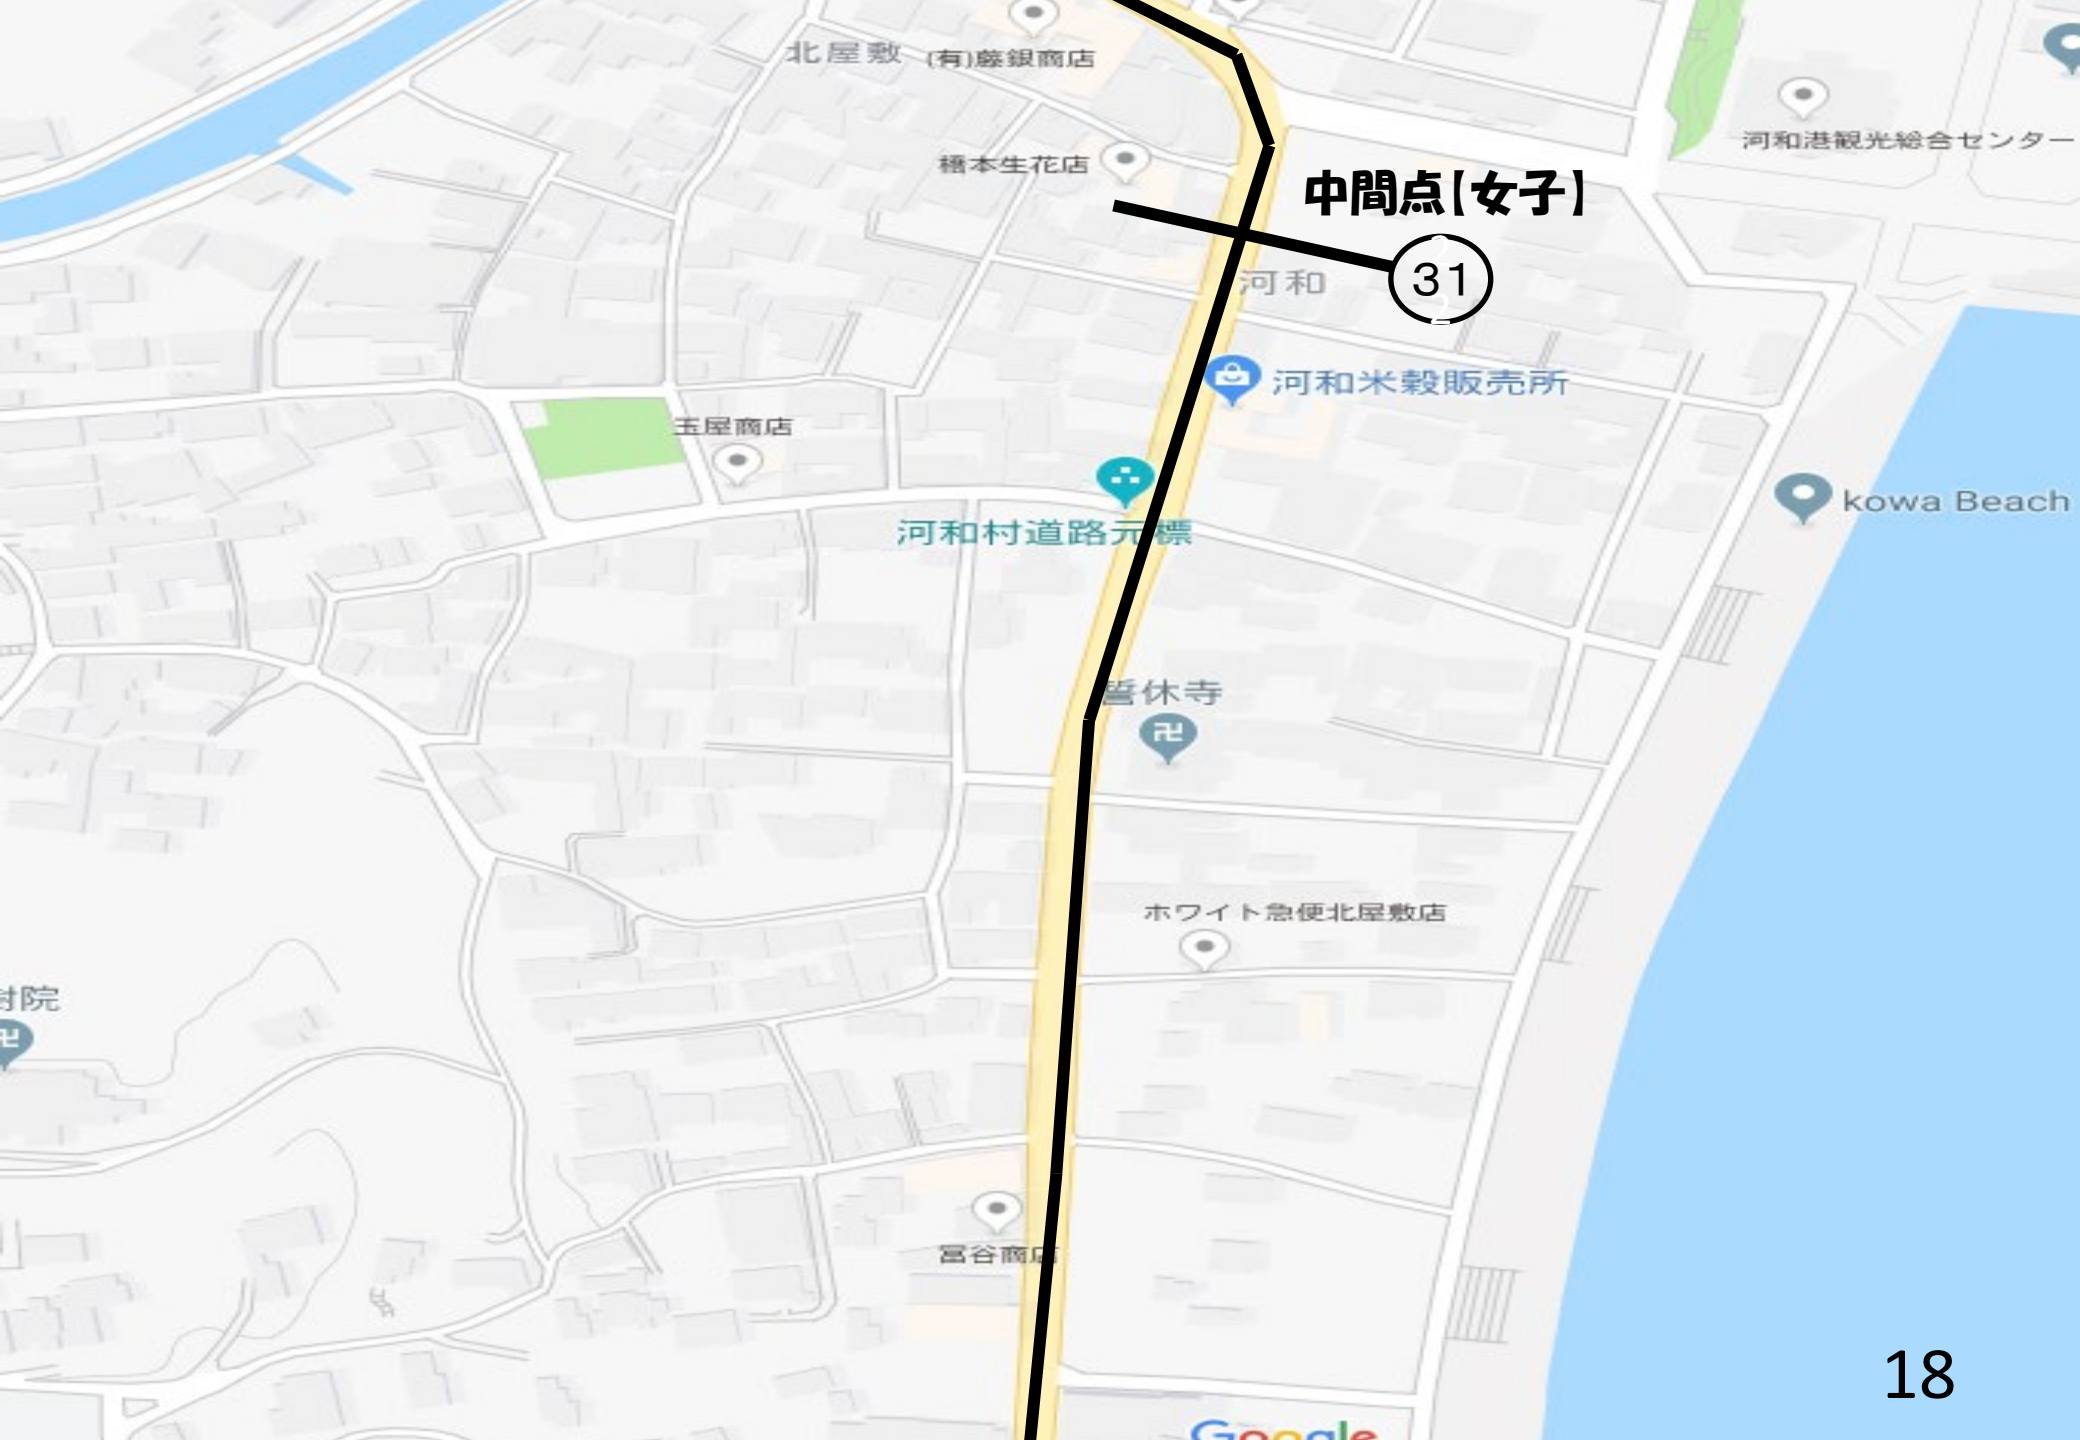 北屋敷
(有)藤銀商店
河和港観光総合センター
橋本生花店
中間点【女子】
31
河和
河和米穀販売所
玉屋商店
kowa Beach
河和村道路元標
誓休寺
ホワイト急便北屋敷店
院
冨谷商店
18
Google